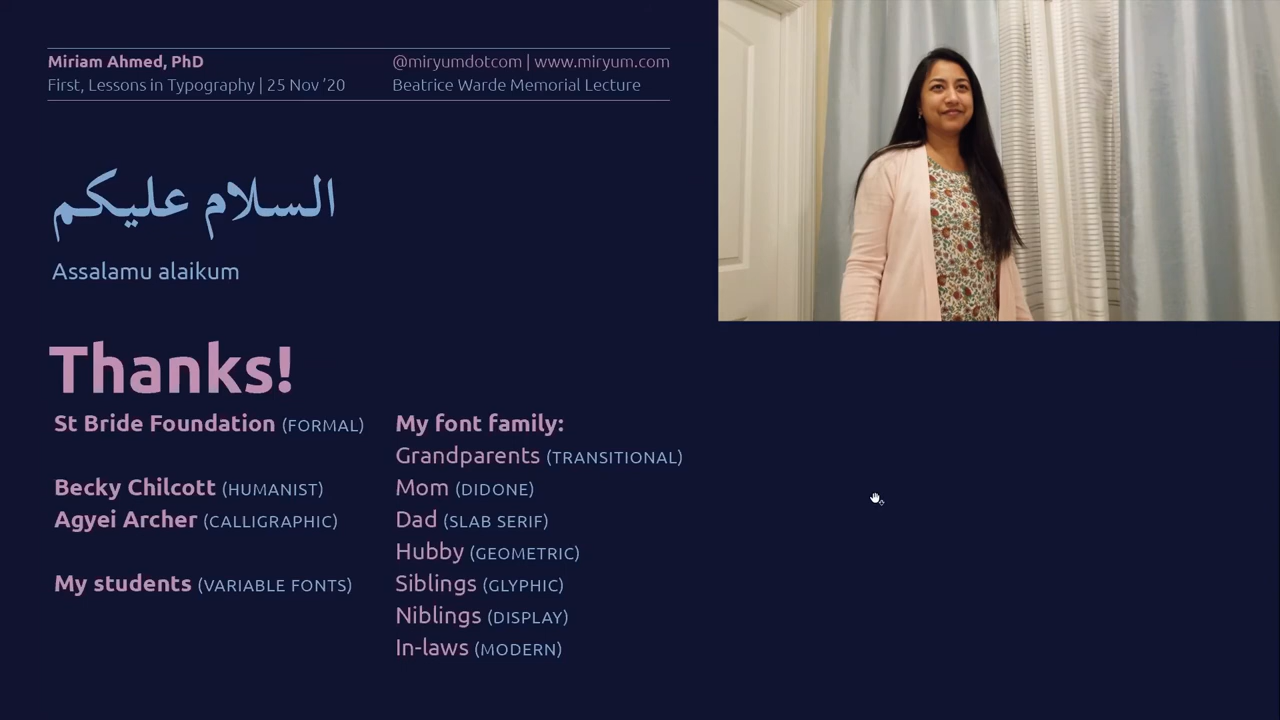 Miriam Ahmed, PhD
First, Lessons in Typography | 25 Nov ’20
@miryumdotcom | www.miryum.com
Beatrice Warde Memorial Lecture
السلام عليكم
Assalamu alaikum
Thanks!
St Bride Foundation (FORMAL)
Becky Chilcott (HUMANIST)
Agyei Archer (CALLIGRAPHIC)
My students (VARIABLE FONTS)
My font family:
Grandparents (TRANSITIONAL)
Mom (DIDONE)
Dad (SLAB SERIF)
Hubby (GEOMETRIC)
Siblings (GLYPHIC)
Niblings (DISPLAY)
In-laws (MODERN)